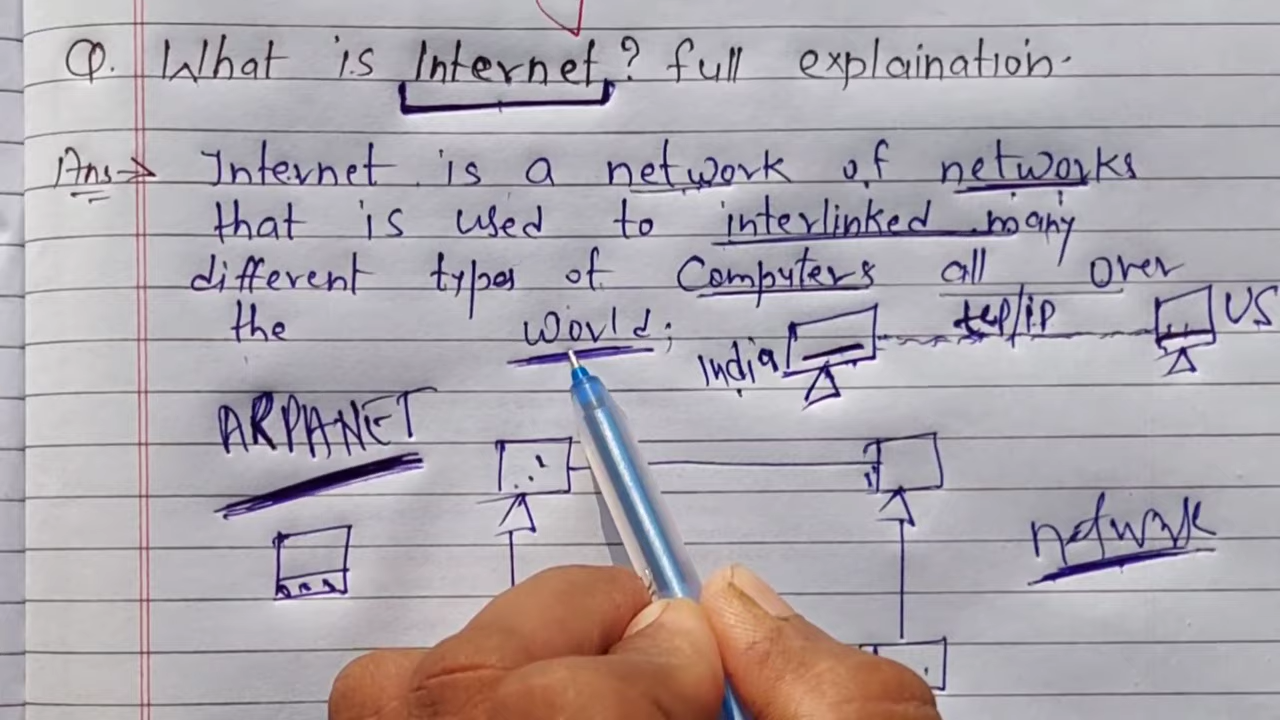 Q. What is Internet? full explaination.
Ans→ Internet is a network of networks
that is used to interlinked many
different types of Computers all over
the world;
India tcp/ip US
ARPANET
network